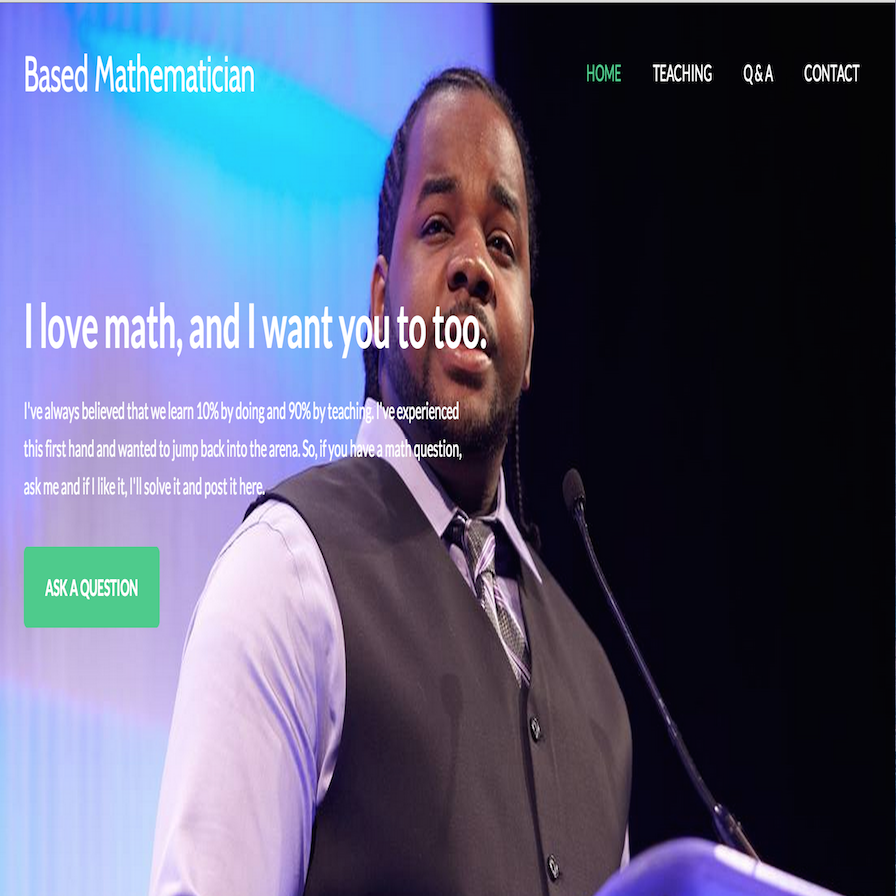 Based Mathematician
HOME TEACHING Q & A CONTACT
I love math, and I want you to too.
I've always believed that we learn 10% by doing and 90% by teaching. I've experienced
this first hand and wanted to jump back into the arena. So, if you have a math question,
ask me and if I like it, I'll solve it and post it here.
ASK A QUESTION